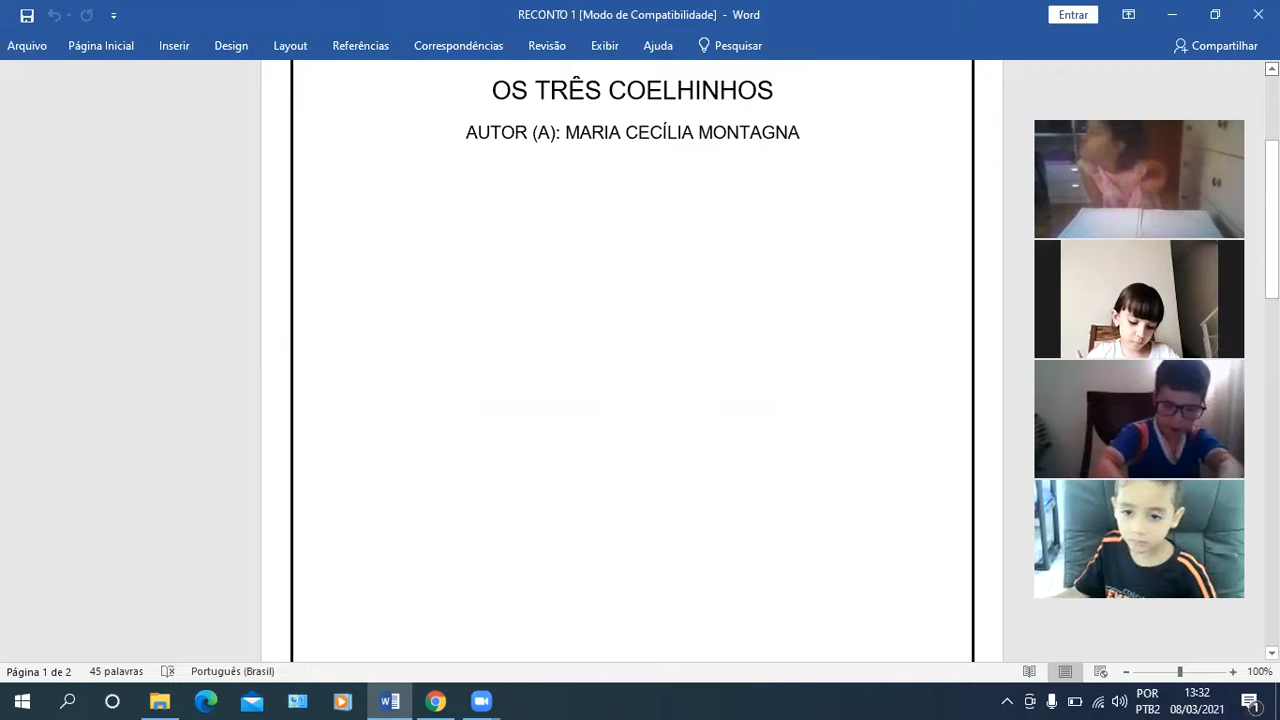 RECONTO 1 [Modo de Compatibilidade] - Word
Entrar
Arquivo Página Inicial Inserir Design Layout Referências Correspondências Revisão Exibir Ajuda Pesquisar Compartilhar
OS TRÊS COELHINHOS
AUTOR (A): MARIA CECÍLIA MONTAGNA
Página 1 de 2 45 palavras Português (Brasil) 100%
POR
PTB2
13:32
08/03/2021
1